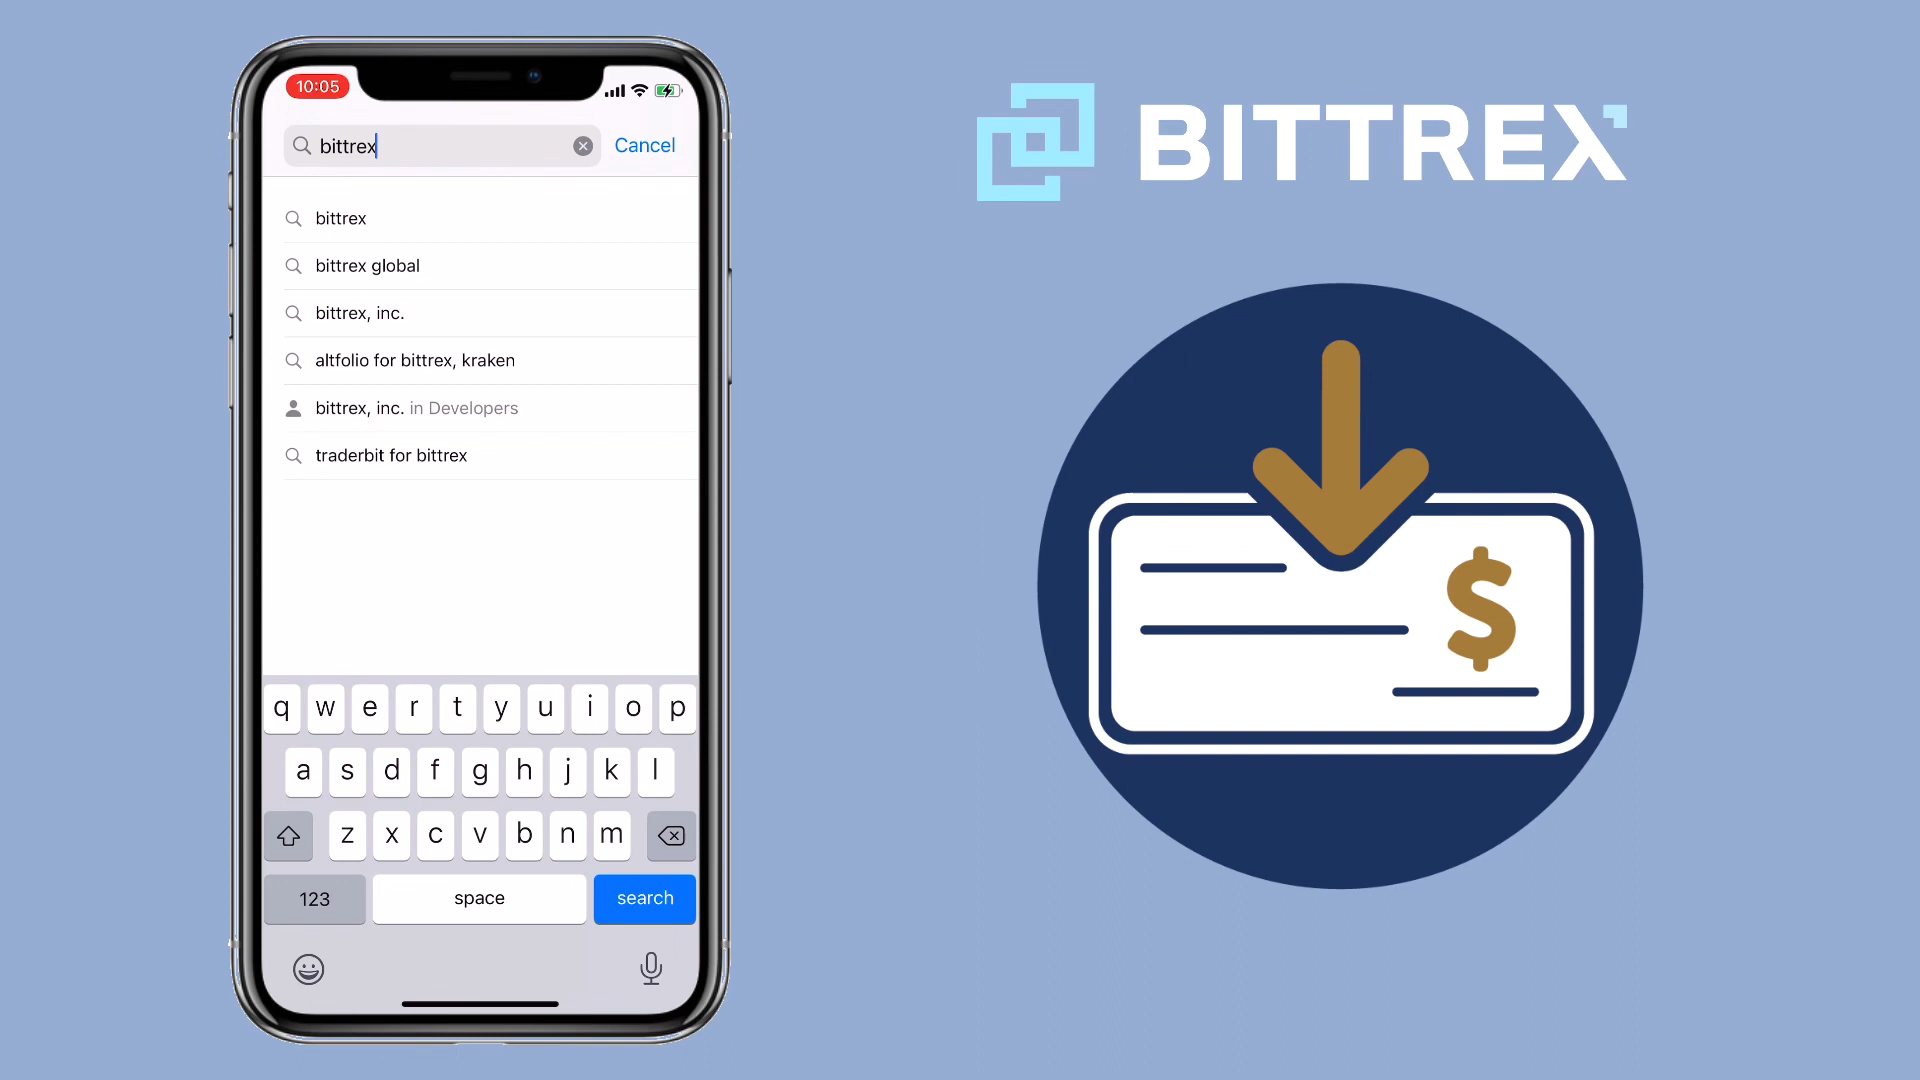 10:05
bittrex
Cancel
bittrex
bittrex global
bittrex, inc.
altfolio for bittrex, kraken
bittrex, inc. in Developers
traderbit for bittrex
q w e r t y u i o p
a s d f g h j k l
z x c v b n m
123 space search
BITTREX
$